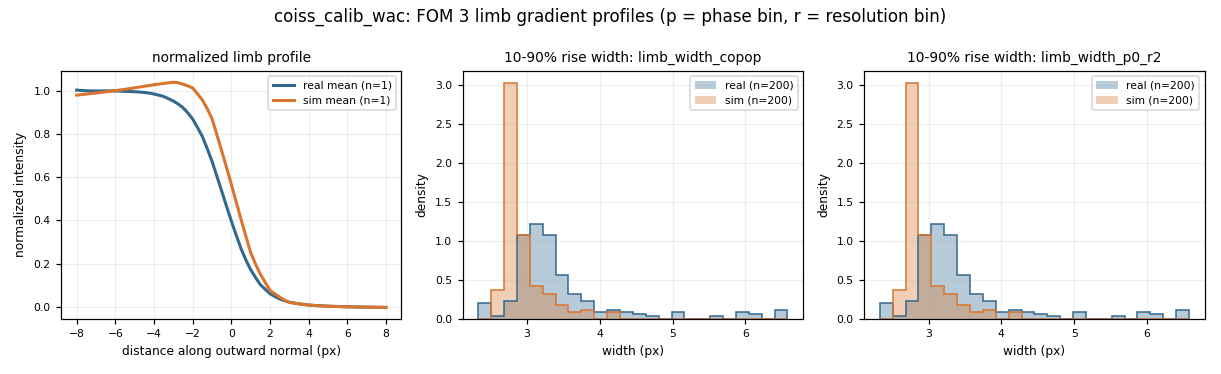 coiss_calib_wac: FOM 3 limb gradient profiles (p = phase bin, r = resolution bin)
normalized limb profile
normalized intensity
1.0
0.8
0.6
0.4
0.2
0.0
real mean (n=1)
sim mean (n=1)
−8 −6 −4 −2 0 2 4 6 8
distance along outward normal (px)
10-90% rise width: limb_width_copop
density
3.0
2.5
2.0
1.5
1.0
0.5
0.0
real (n=200)
sim (n=200)
3 4 5 6
width (px)
10-90% rise width: limb_width_p0_r2
density
3.0
2.5
2.0
1.5
1.0
0.5
0.0
real (n=200)
sim (n=200)
3 4 5 6
width (px)